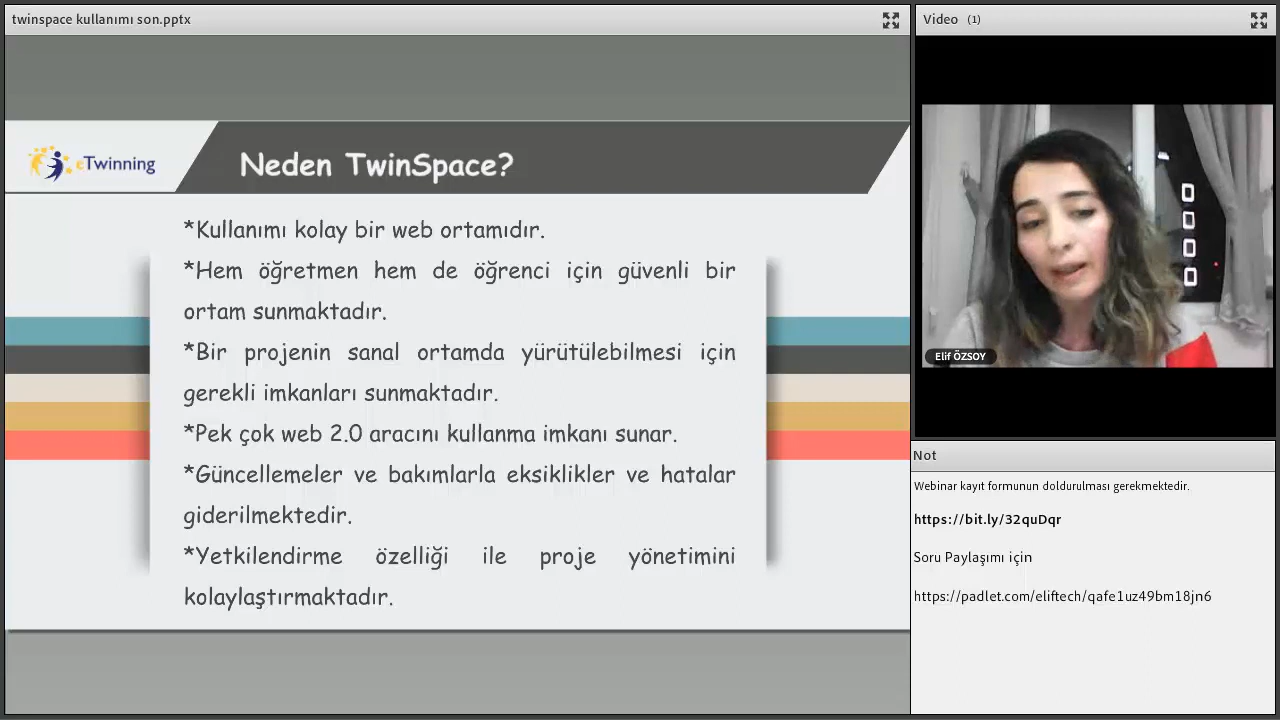 twinspace kullanımı son.pptx
eTwinning
Neden TwinSpace?
*Kullanımı kolay bir web ortamıdır.
*Hem öğretmen hem de öğrenci için güvenli bir
ortam sunmaktadır.
*Bir projenin sanal ortamda yürütülebilmesi için
gerekli imkanları sunmaktadır.
*Pek çok web 2.0 aracını kullanma imkanı sunar.
*Güncellemeler ve bakımlarla eksiklikler ve hatalar
giderilmektedir.
*Yetkilendirme özelliği ile proje yönetimini
kolaylaştırmaktadır.
Video (1)
Elif ÖZSOY
Not
Webinar kayıt formunun doldurulması gerekmektedir.
https://bit.ly/32quDqr
Soru Paylaşımı için
https://padlet.com/eliftech/qafe1uz49bm18jn6